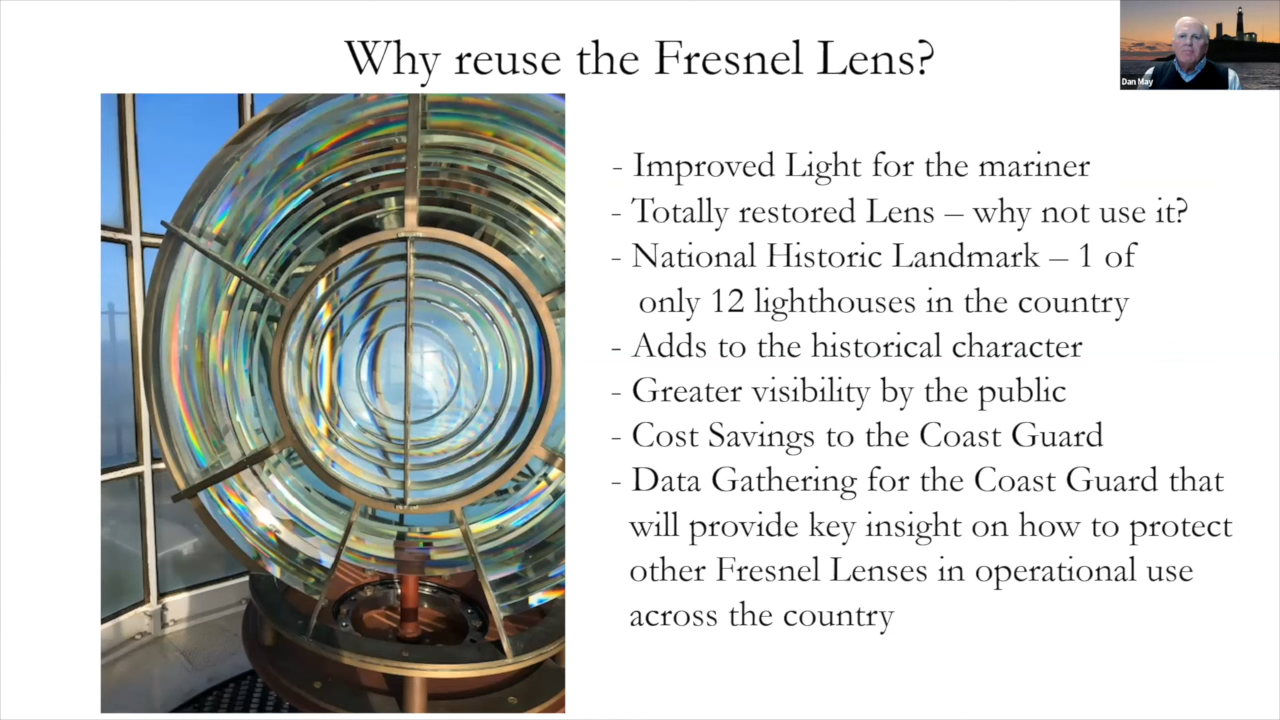 Why reuse the Fresnel Lens?
Dan May
- Improved Light for the mariner
- Totally restored Lens – why not use it?
- National Historic Landmark – 1 of
only 12 lighthouses in the country
- Adds to the historical character
- Greater visibility by the public
- Cost Savings to the Coast Guard
- Data Gathering for the Coast Guard that
will provide key insight on how to protect
other Fresnel Lenses in operational use
across the country